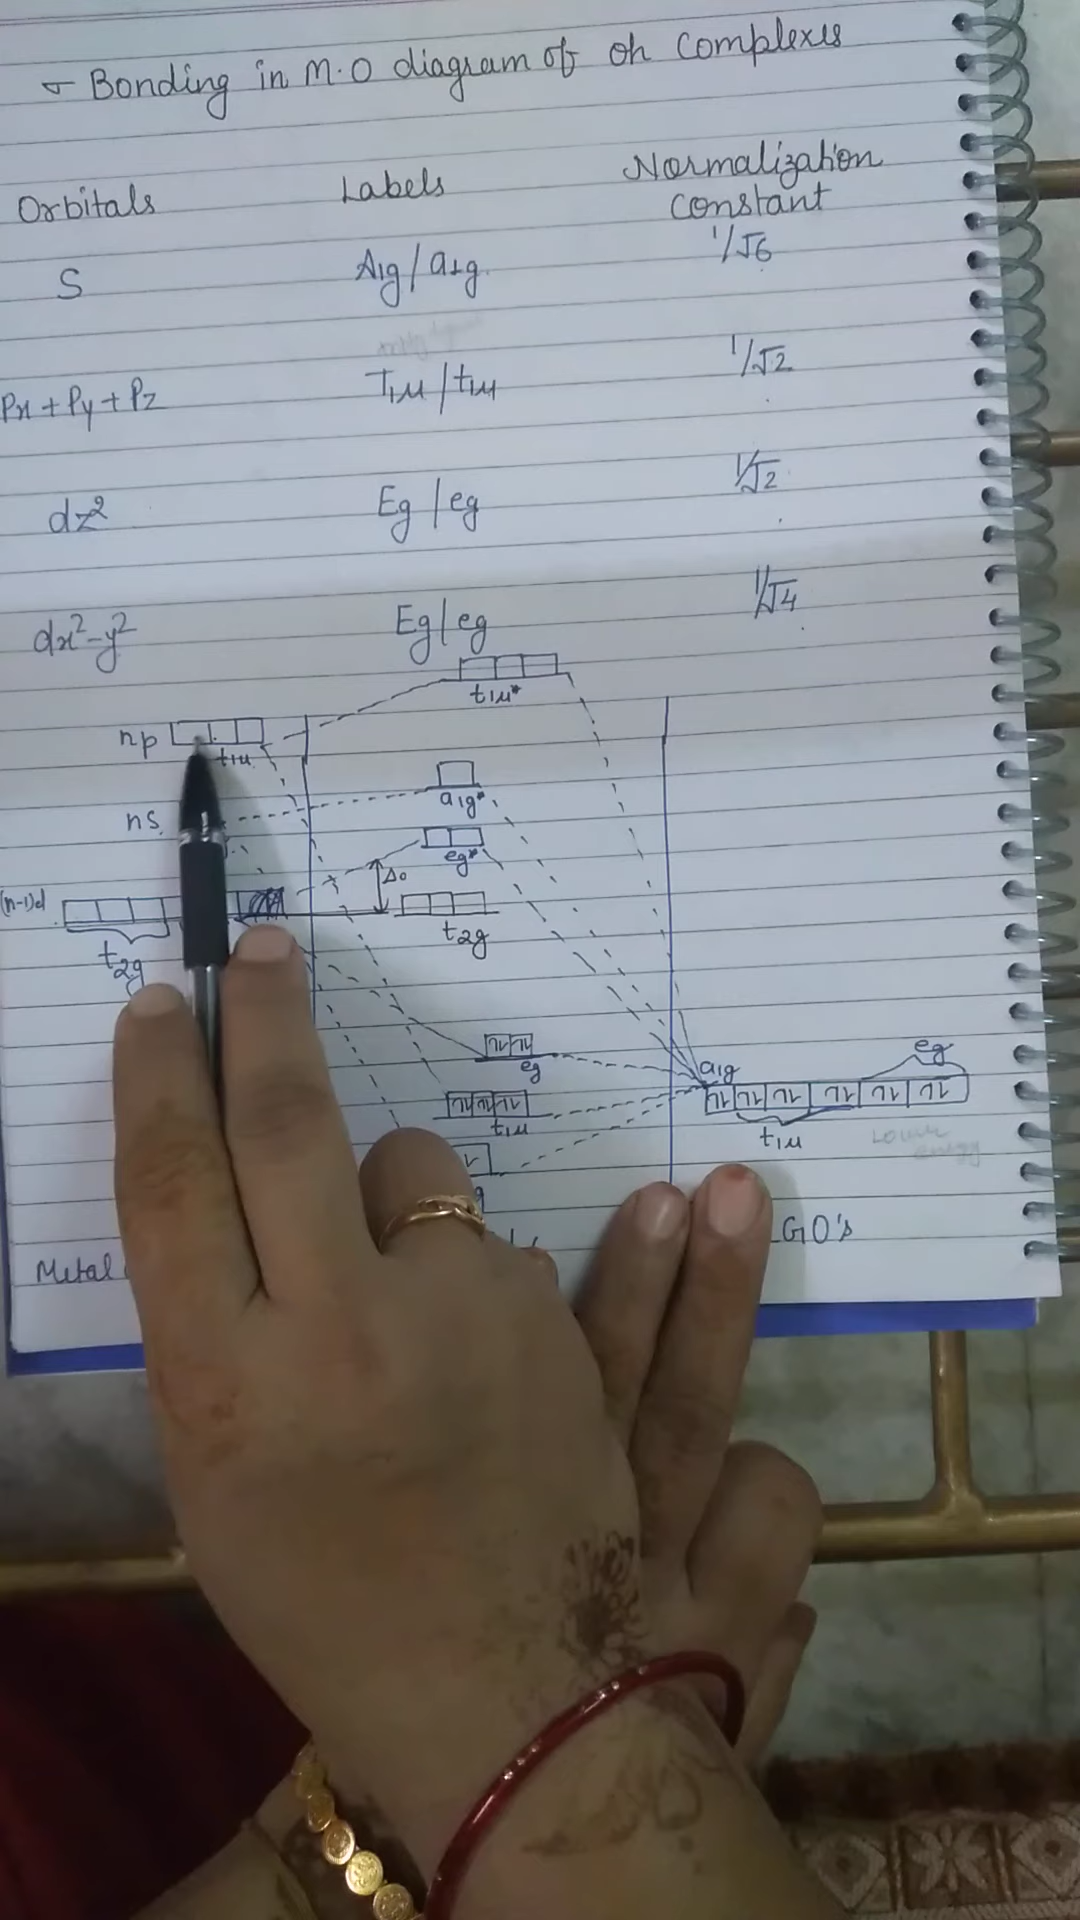 σ Bonding in M.O diagram of oh complexes
Orbitals Labels Normalization constant
S A1g/a1g 1/√6
Px + Py + Pz T1u/t1u 1/√2
dz² Eg/eg 1/√2
dx²-y² Eg/eg 1/√4
t1u*
np t1u
a1g*
ns
eg*
Δo
(n-1)d
t2g
t2g
eg
eg
a1g
t1u
t1u
Lower energy
GO's
Metal